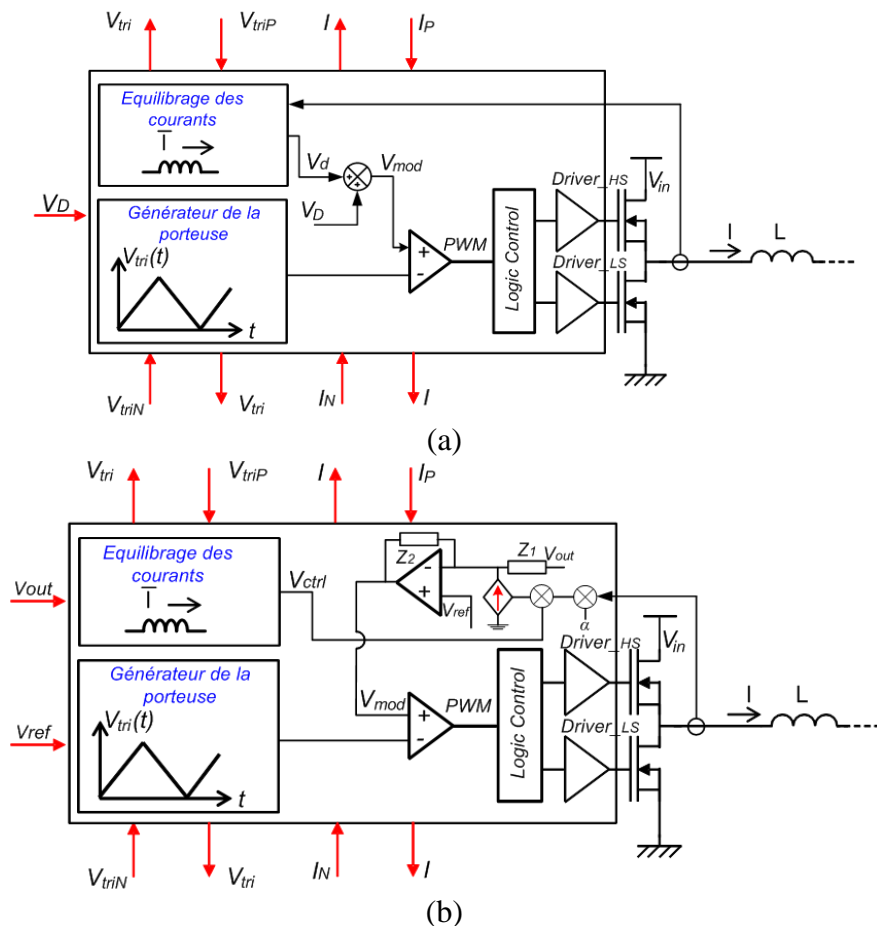 Vtri VtriP I IP
Equilibrage des
courants
I
Vd Vmod
VD
VD
Générateur de la
porteuse
Vtri(t)
t
+
-
PWM
Logic Control
Driver_HS
Driver_LS
Vin
I L
VtriN Vtri IN I
(a)
Vtri VtriP I IP
Equilibrage des
courants
I
Vout
Vctrl
Z2
-
+
Vref
Z1 Vout
α
Générateur de la
porteuse
Vtri(t)
t
Vref
Vmod
+
-
PWM
Logic Control
Driver_HS
Driver_LS
Vin
I L
VtriN Vtri IN I
(b)